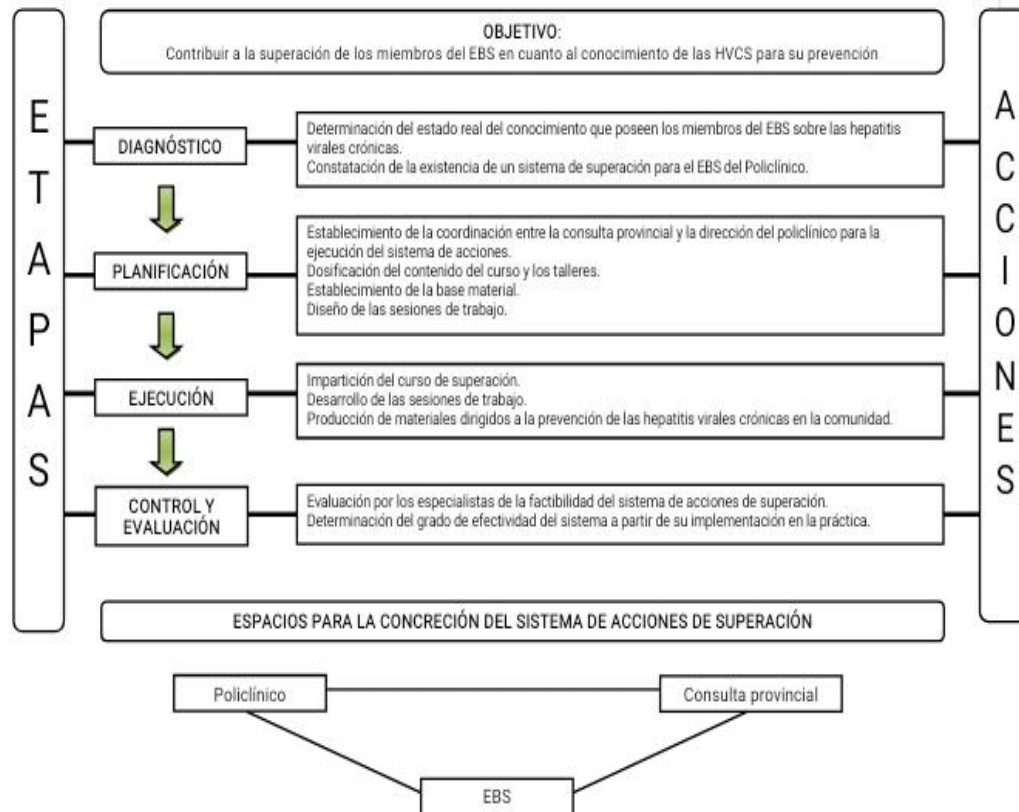 OBJETIVO:
Contribuir a la superación de los miembros del EBS en cuanto al conocimiento de las HVCS para su prevención
ETAPAS
ACCIONES
DIAGNÓSTICO
Determinación del estado real del conocimiento que poseen los miembros del EBS sobre las hepatitis
virales crónicas.
Constatación de la existencia de un sistema de superación para el EBS del Policlínico.
PLANIFICACIÓN
Establecimiento de la coordinación entre la consulta provincial y la dirección del policlínico para la
ejecución del sistema de acciones.
Dosificación del contenido del curso y los talleres.
Establecimiento de la base material.
Diseño de las sesiones de trabajo.
EJECUCIÓN
Impartición del curso de superación.
Desarrollo de las sesiones de trabajo.
Producción de materiales dirigidos a la prevención de las hepatitis virales crónicas en la comunidad.
CONTROL Y
EVALUACIÓN
Evaluación por los especialistas de la factibilidad del sistema de acciones de superación.
Determinación del grado de efectividad del sistema a partir de su implementación en la práctica.
ESPACIOS PARA LA CONCRECIÓN DEL SISTEMA DE ACCIONES DE SUPERACIÓN
Policlínico
Consulta provincial
EBS